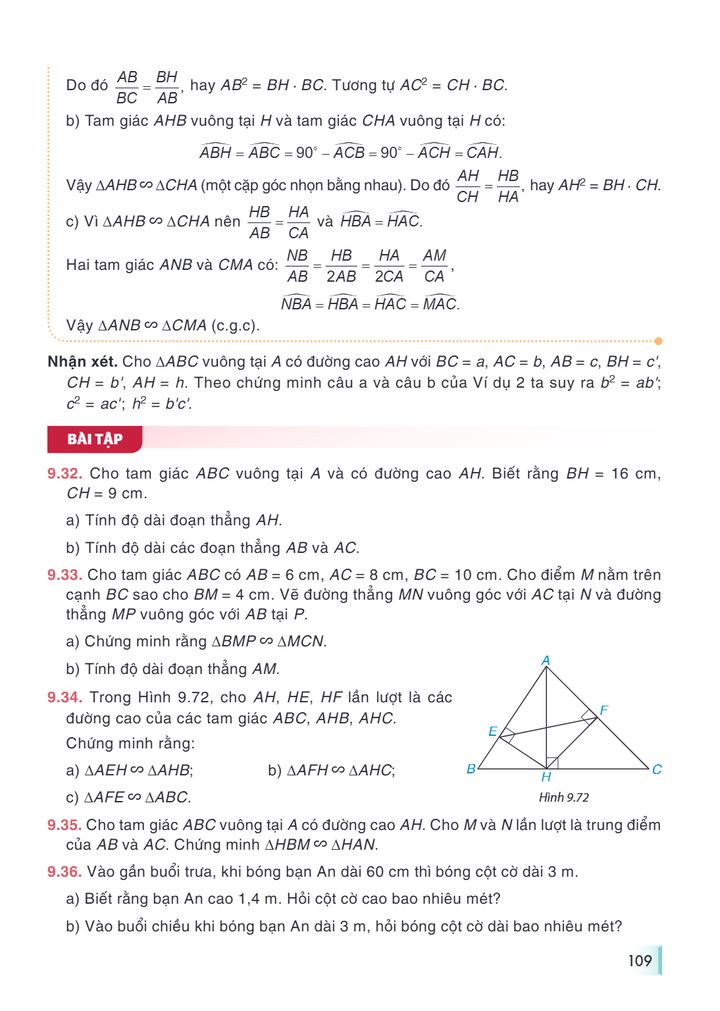 Do đó AB/BC = BH/AB, hay AB² = BH · BC. Tương tự AC² = CH · BC.
b) Tam giác AHB vuông tại H và tam giác CHA vuông tại H có:
ABH = ABC = 90° – ACB = 90° – ACH = CAH.
Vậy ΔAHB ∽ ΔCHA (một cặp góc nhọn bằng nhau). Do đó AH/CH = HB/HA, hay AH² = BH · CH.
c) Vì ΔAHB ∽ ΔCHA nên HB/AB = HA/CA và HBA = HAC.
Hai tam giác ANB và CMA có: NB/AB = HB/2AB = HA/2CA = AM/CA,
NBA = HBA = HAC = MAC.
Vậy ΔANB ∽ ΔCMA (c.g.c).
Nhận xét. Cho ΔABC vuông tại A có đường cao AH với BC = a, AC = b, AB = c, BH = c',
CH = b', AH = h. Theo chứng minh câu a và câu b của Ví dụ 2 ta suy ra b² = ab';
c² = ac'; h² = b'c'.
BÀI TẬP
9.32. Cho tam giác ABC vuông tại A và có đường cao AH. Biết rằng BH = 16 cm,
CH = 9 cm.
a) Tính độ dài đoạn thẳng AH.
b) Tính độ dài các đoạn thẳng AB và AC.
9.33. Cho tam giác ABC có AB = 6 cm, AC = 8 cm, BC = 10 cm. Cho điểm M nằm trên
cạnh BC sao cho BM = 4 cm. Vẽ đường thẳng MN vuông góc với AC tại N và đường
thẳng MP vuông góc với AB tại P.
a) Chứng minh rằng ΔBMP ∽ ΔMCN.
b) Tính độ dài đoạn thẳng AM.
9.34. Trong Hình 9.72, cho AH, HE, HF lần lượt là các
đường cao của các tam giác ABC, AHB, AHC.
Chứng minh rằng:
a) ΔAEH ∽ ΔAHB; b) ΔAFH ∽ ΔAHC;
c) ΔAFE ∽ ΔABC.
A
F
E
B
H
C
Hình 9.72
9.35. Cho tam giác ABC vuông tại A có đường cao AH. Cho M và N lần lượt là trung điểm
của AB và AC. Chứng minh ΔHBM ∽ ΔHAN.
9.36. Vào gần buổi trưa, khi bóng bạn An dài 60 cm thì bóng cột cờ dài 3 m.
a) Biết rằng bạn An cao 1,4 m. Hỏi cột cờ cao bao nhiêu mét?
b) Vào buổi chiều khi bóng bạn An dài 3 m, hỏi bóng cột cờ dài bao nhiêu mét?
109